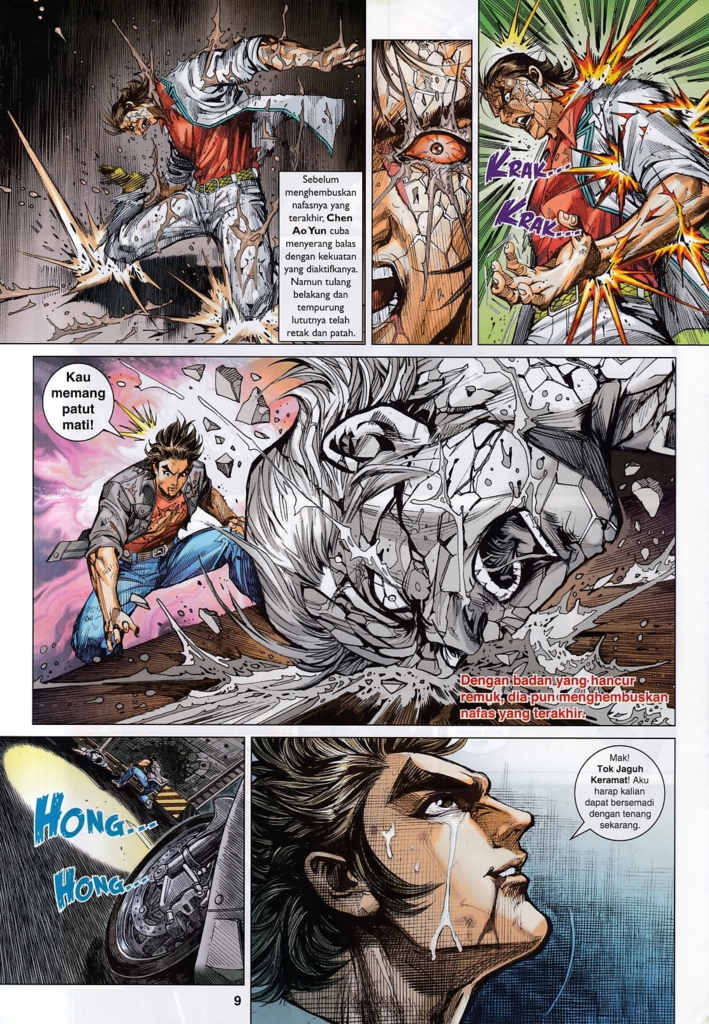 Sebelum
menghembuskan
nafasnya yang
terakhir, Chen
Ao Yun cuba
menyerang balas
dengan kekuatan
yang diaktifkanya.
Namun tulang
belakang dan
tempurung
lututnya telah
retak dan patah.
KRAK...
KRAK...
Kau
memang
patut
mati!
Dengan badan yang hancur
remuk, dia pun menghembuskan
nafas yang terakhir.
HONG...
HONG...
Mak!
Tok Jaguh
Keramat! Aku
harap kalian
dapat bersemadi
dengan tenang
sekarang.
9